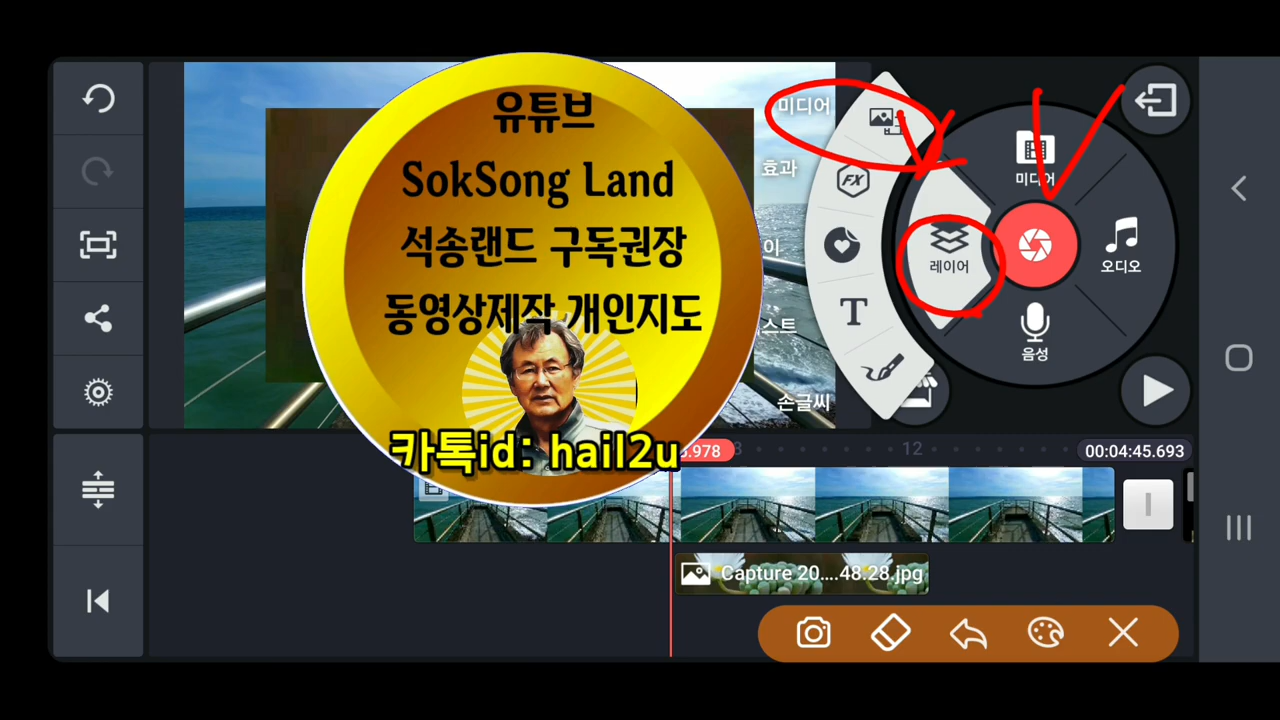 유튜브
SokSong Land
석송랜드 구독권장
동영상제작 개인지도
카톡id: hail2u
미디어
효과
이
스트
손글씨
FX
T
미디어
레이어
오디오
음성
.978
3
12
00:04:45.693
Capture 20....48.28.jpg